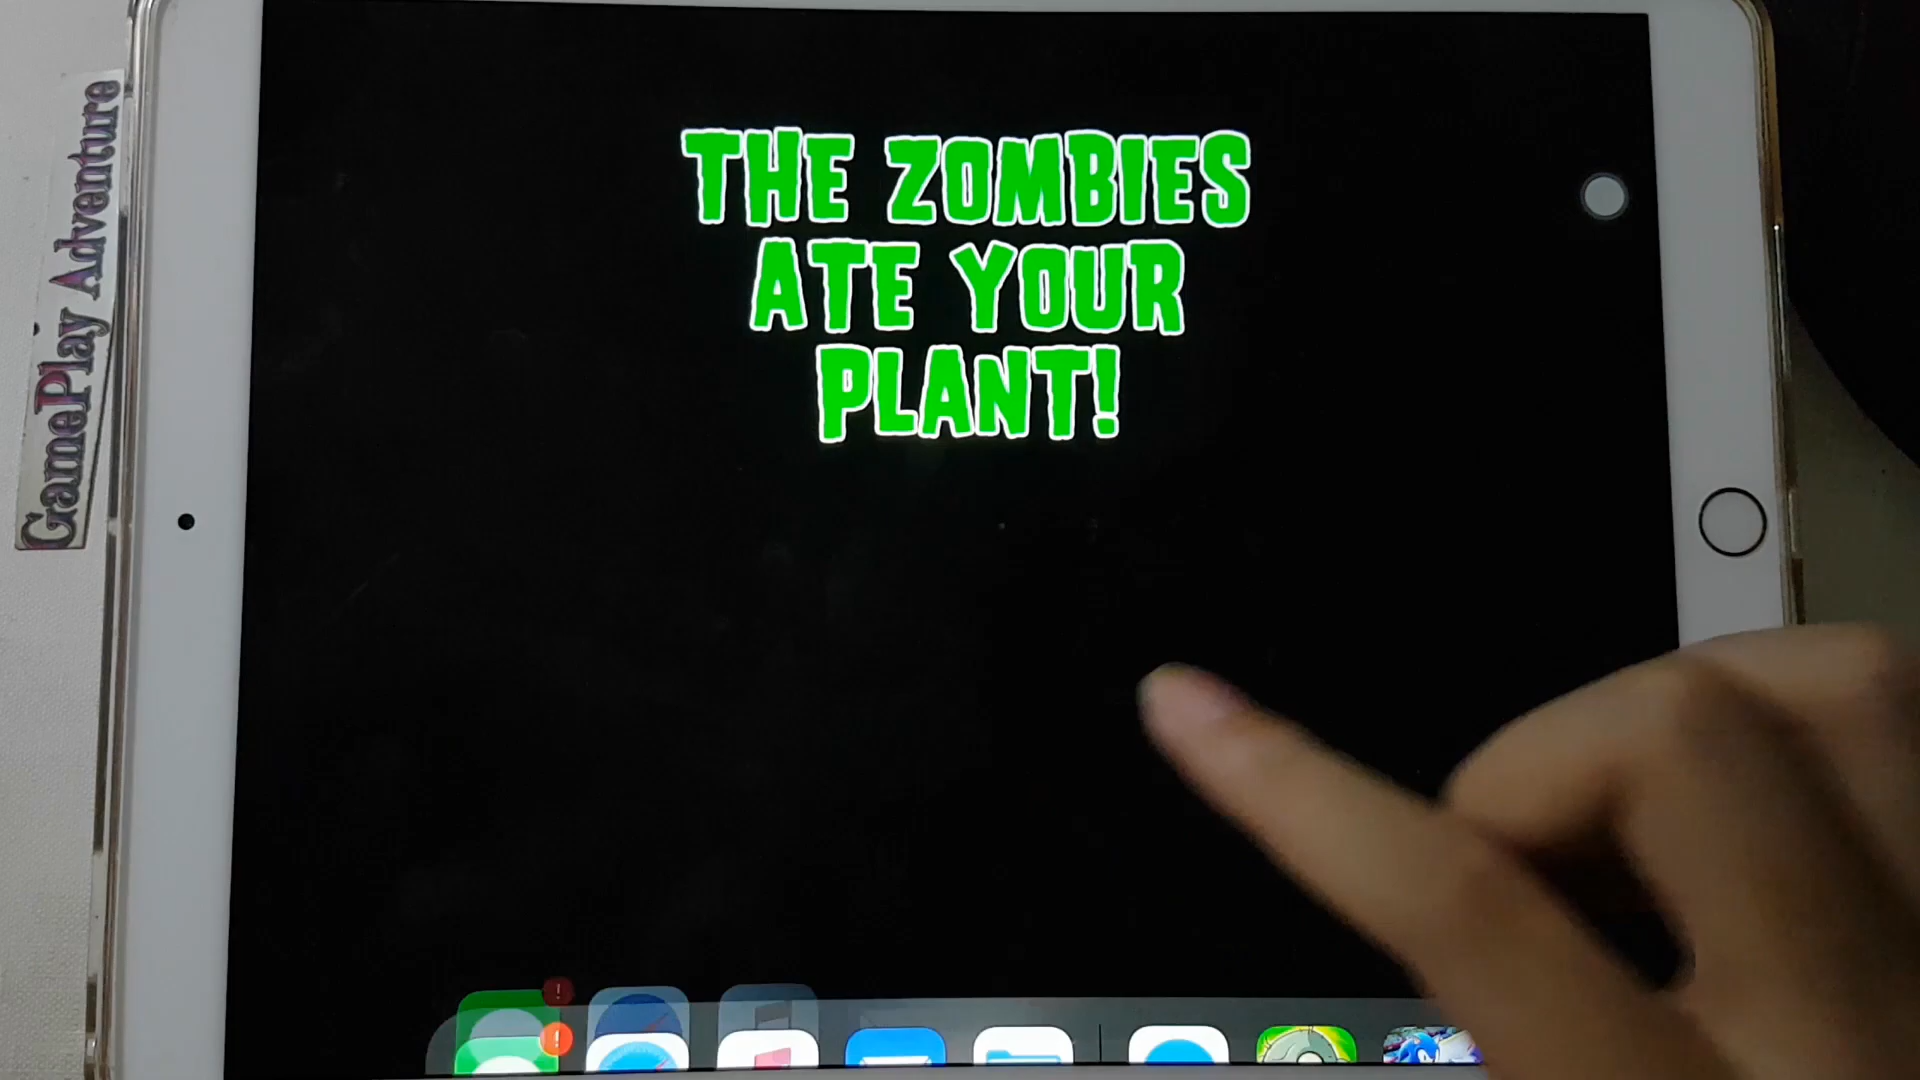 THE ZOMBIES
ATE YOUR
PLANT!
GamePlay Adventure
!
!